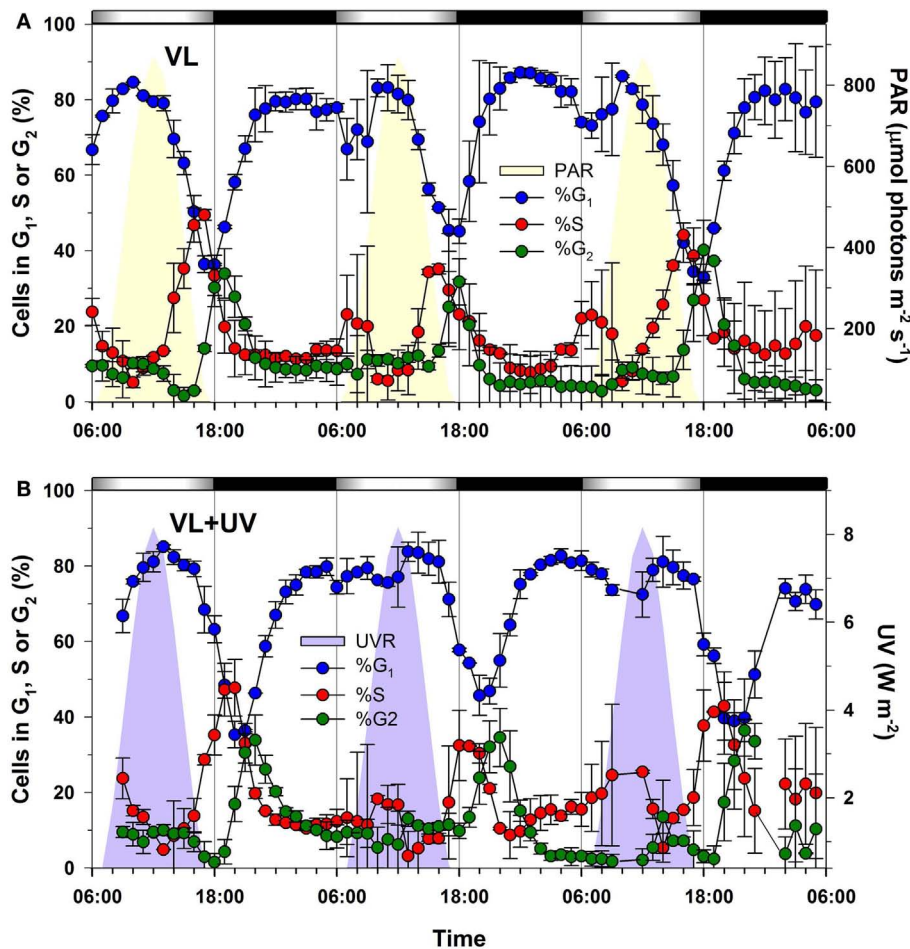 A
VL
100
80
60
40
20
0
Cells in G₁, S or G₂ (%)
800
600
400
200
PAR (μmol photons m⁻² s⁻¹)
PAR
%G₁
%S
%G₂
06:00 18:00 06:00 18:00 06:00 18:00 06:00
B
VL+UV
100
80
60
40
20
0
Cells in G₁, S or G₂ (%)
8
6
4
2
UV (W m⁻²)
UVR
%G₁
%S
%G2
06:00 18:00 06:00 18:00 06:00 18:00 06:00
Time